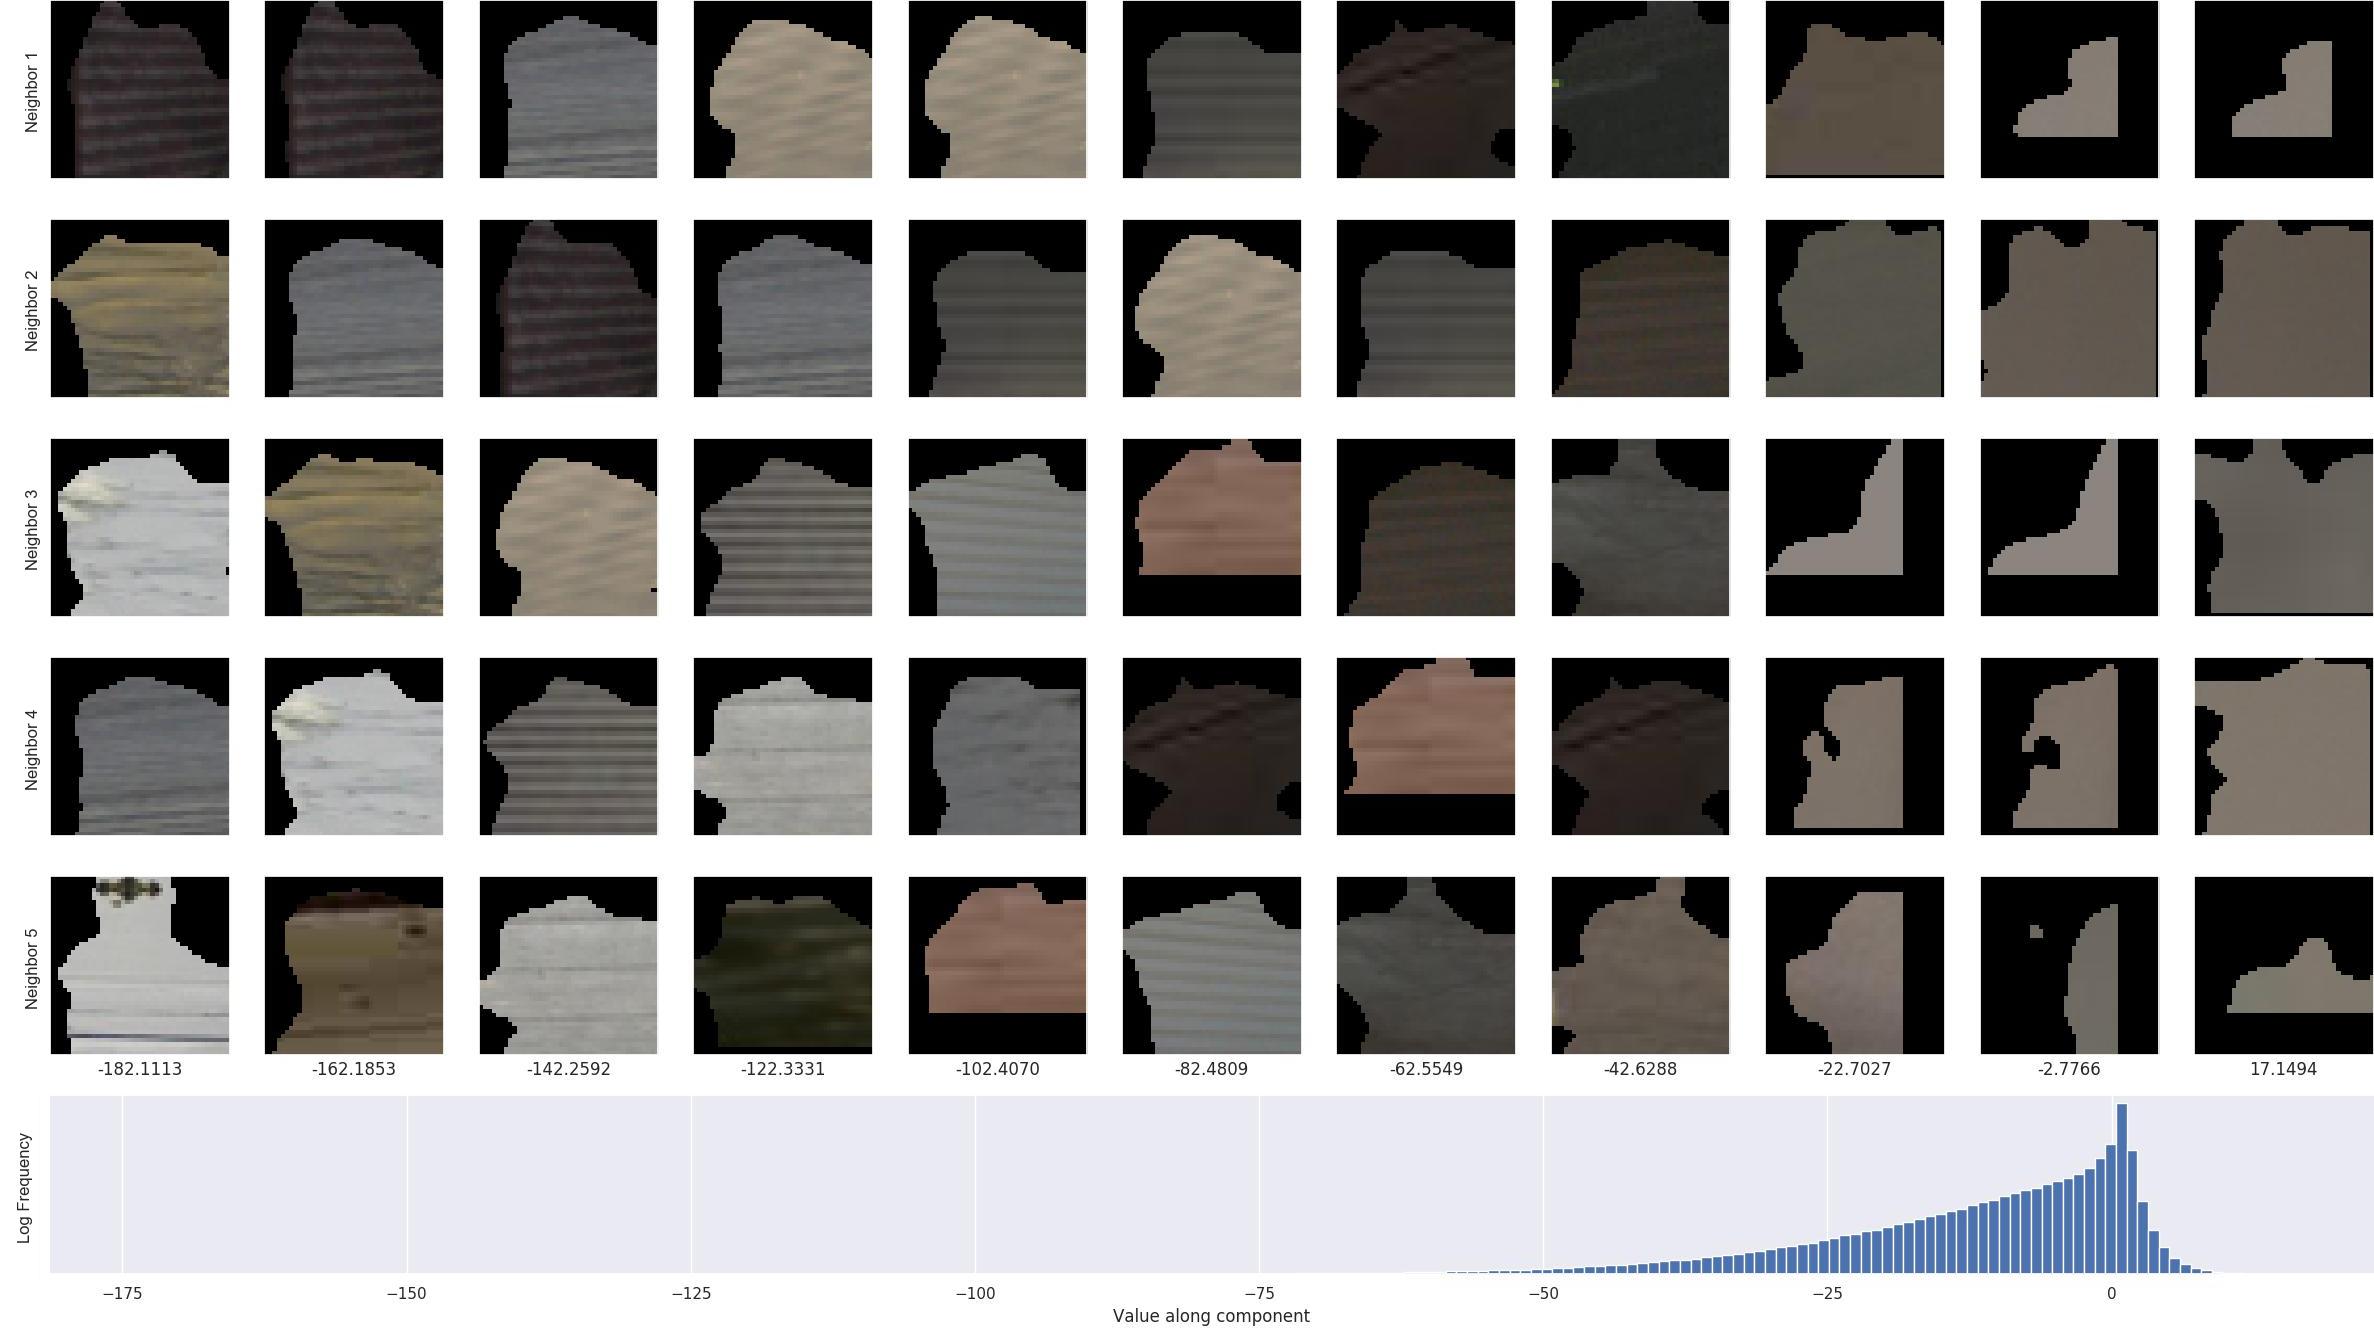 Neighbor 1
Neighbor 2
Neighbor 3
Neighbor 4
Neighbor 5
-182.1113 -162.1853 -142.2592 -122.3331 -102.4070 -82.4809 -62.5549 -42.6288 -22.7027 -2.7766 17.1494
Log Frequency
−175 −150 −125 −100 −75 −50 −25 0
Value along component